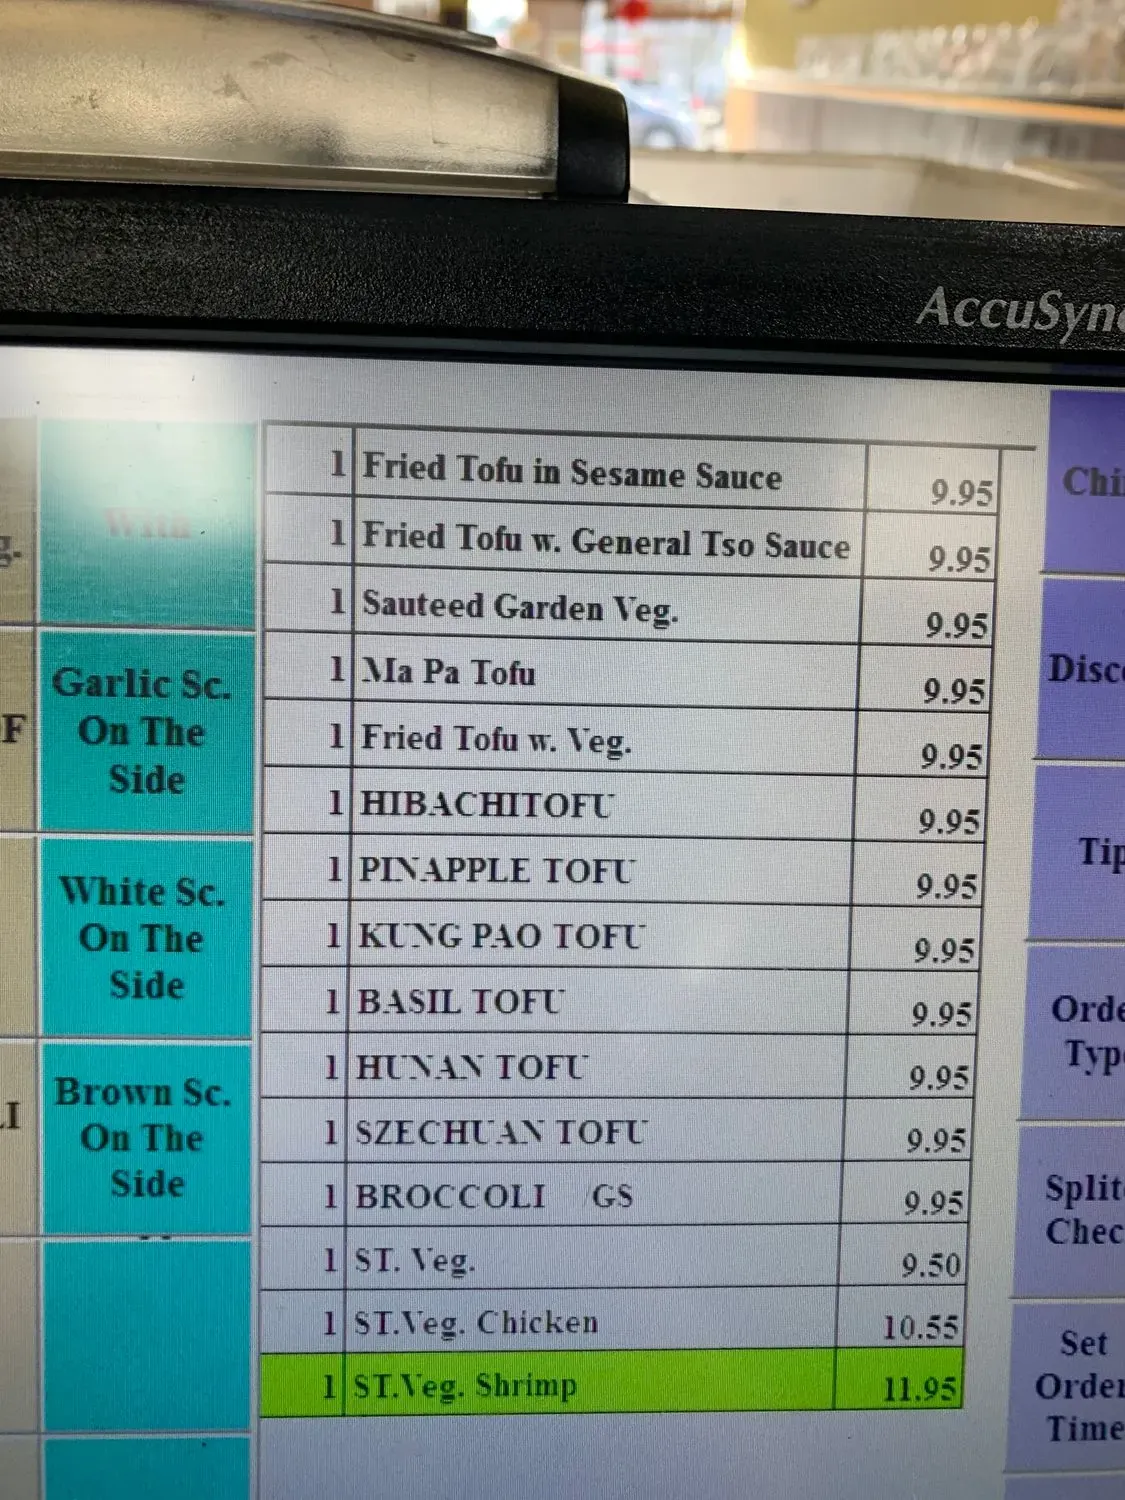 AccuSync
With
Garlic Sc.
On The
Side
White Sc.
On The
Side
Brown Sc.
On The
Side
g.
F
LI
1 Fried Tofu in Sesame Sauce 9.95
1 Fried Tofu w. General Tso Sauce 9.95
1 Sauteed Garden Veg. 9.95
1 Ma Pa Tofu 9.95
1 Fried Tofu w. Veg. 9.95
1 HIBACHITOFU 9.95
1 PINAPPLE TOFU 9.95
1 KUNG PAO TOFU 9.95
1 BASIL TOFU 9.95
1 HUNAN TOFU 9.95
1 SZECHUAN TOFU 9.95
1 BROCCOLI /GS 9.95
1 ST. Veg. 9.50
1 ST.Veg. Chicken 10.55
1 ST.Veg. Shrimp 11.95
Chi
Disc
Tip
Orde
Typ
Split
Chec
Set
Order
Time